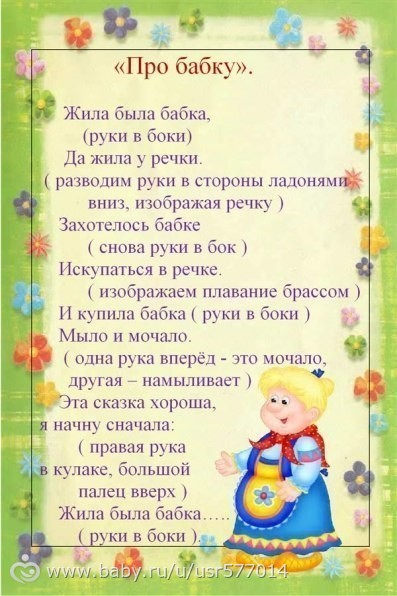 «Про бабку».
Жила была бабка,
(руки в боки)
Да жила у речки.
( разводим руки в стороны ладонями
вниз, изображая речку )
Захотелось бабке
( снова руки в бок )
Искупаться в речке.
( изображаем плавание брассом )
И купила бабка ( руки в боки )
Мыло и мочало.
( одна рука вперёд - это мочало,
другая – намыливает )
Эта сказка хороша,
я начну сначала:
( правая рука
в кулаке, большой
палец вверх )
Жила была бабка…..
( руки в боки ).
www.baby.ru/u/usr577014